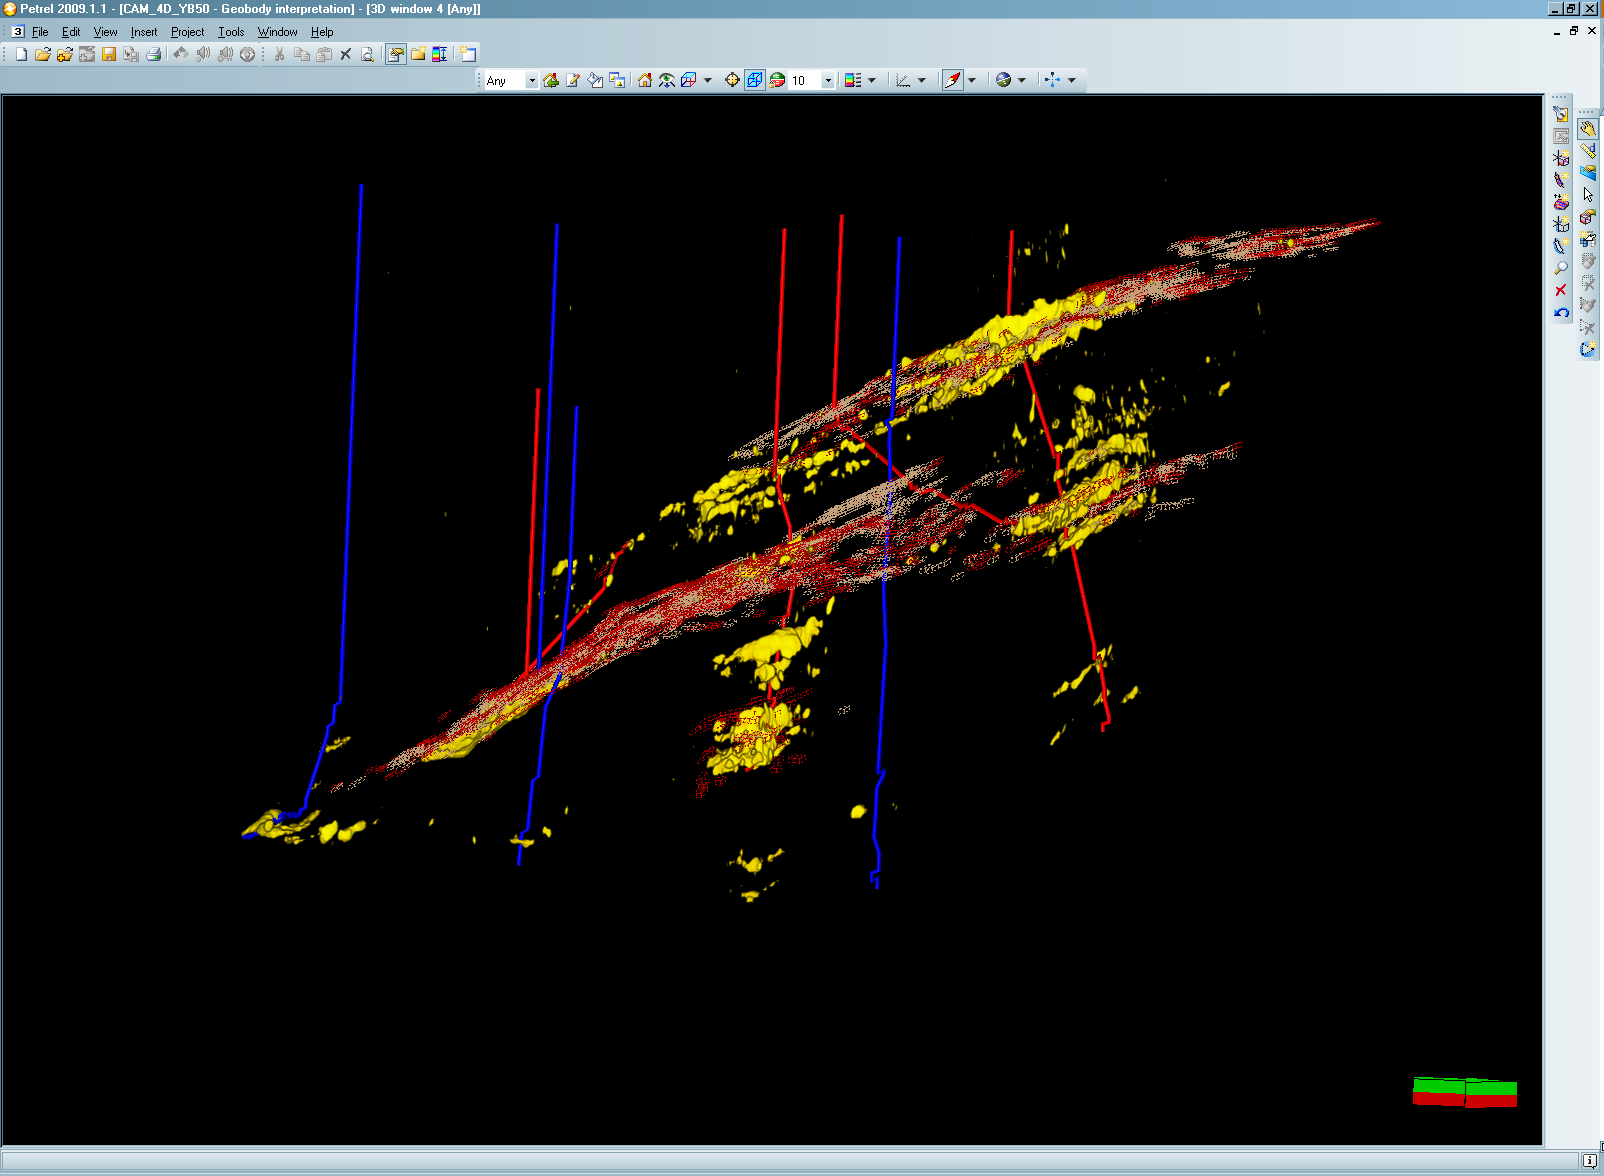 Petrel 2009.1.1 - [CAM_4D_YB50 - Geobody interpretation] - [3D window 4 [Any]]
3 File Edit View Insert Project Tools Window Help
Any 10